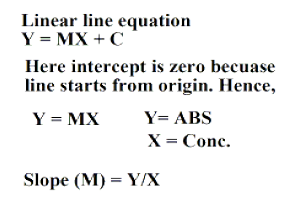 Linear line equation
Y = MX + C
Here intercept is zero becuase
line starts from origin. Hence,
Y = MX Y= ABS
X = Conc.
Slope (M) = Y/X